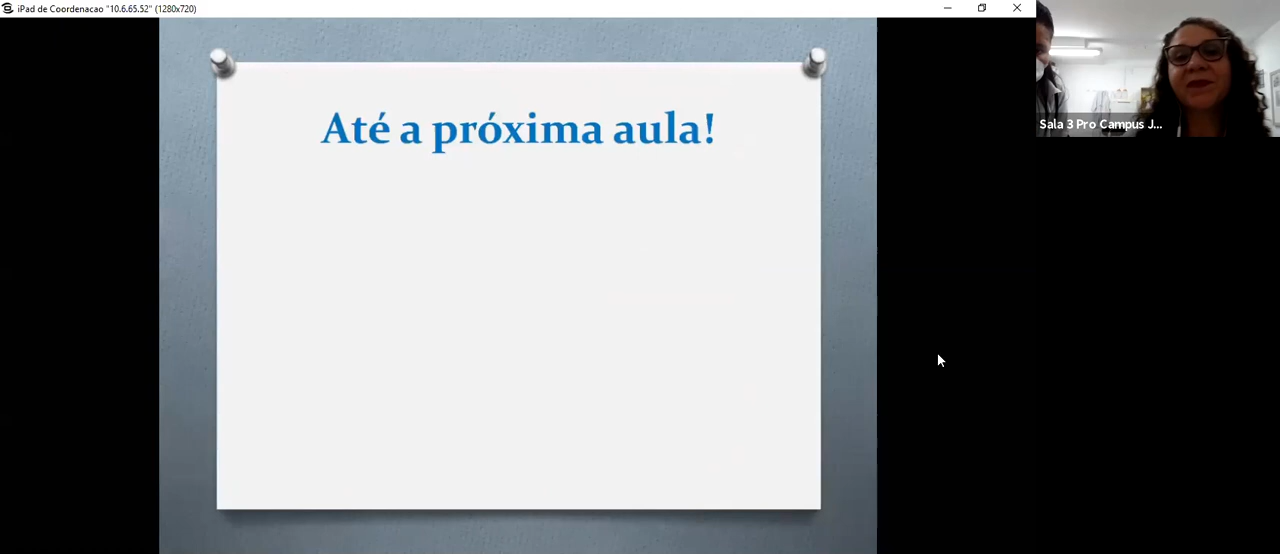 iPad de Coordenacao "10.6.65.52" (1280x720)
Até a próxima aula!
Sala 3 Pro Campus J...